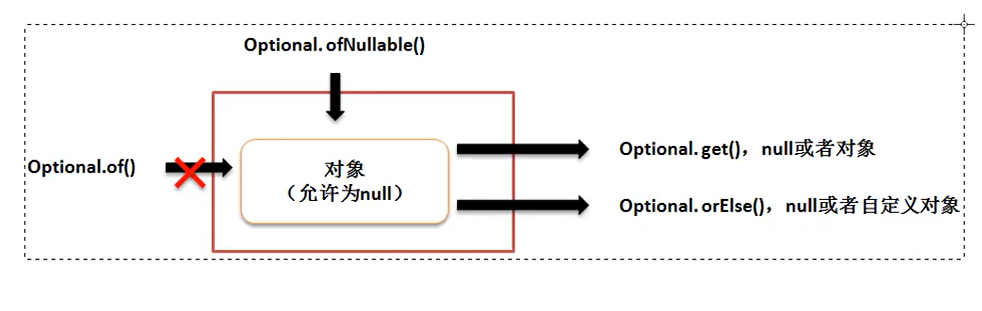 Optional.ofNullable()
Optional.of()
对象
（允许为null）
Optional.get()，null或者对象
Optional.orElse()，null或者自定义对象